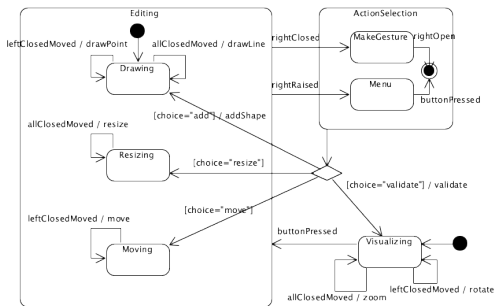 Editing
ActionSelection
leftClosedMoved / drawPoint
allClosedMoved / drawLine
rightClosed
MakeGesture
rightOpen
Drawing
rightRaised
Menu
buttonPressed
[choice="add"] / addShape
allClosedMoved / resize
Resizing
[choice="resize"]
[choice="validate"] / validate
[choice="move"]
leftClosedMoved / move
buttonPressed
Visualizing
Moving
leftClosedMoved / rotate
allClosedMoved / zoom